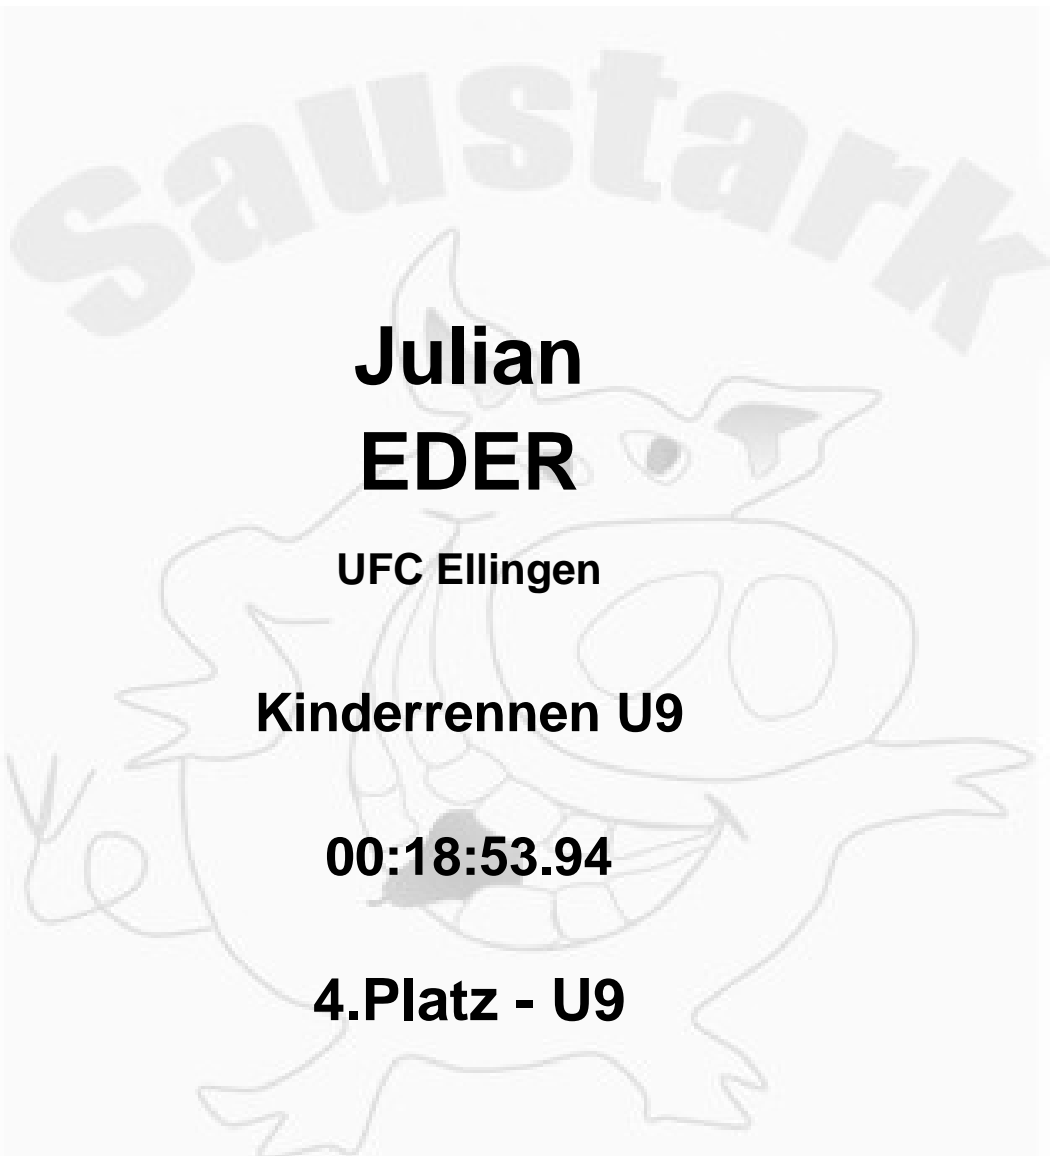 Saustark
Julian
EDER
UFC Ellingen
Kinderrennen U9
00:18:53.94
4.Platz - U9